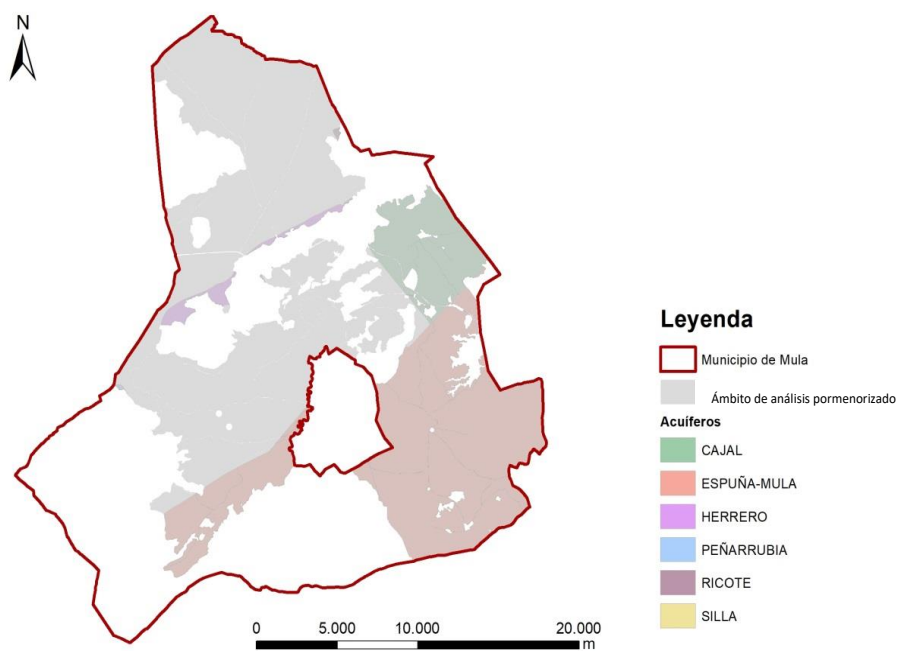 N
Leyenda
Municipio de Mula
Ámbito de análisis pormenorizado
Acuíferos
CAJAL
ESPUÑA-MULA
HERRERO
PEÑARRUBIA
RICOTE
SILLA
0 5.000 10.000 20.000
m